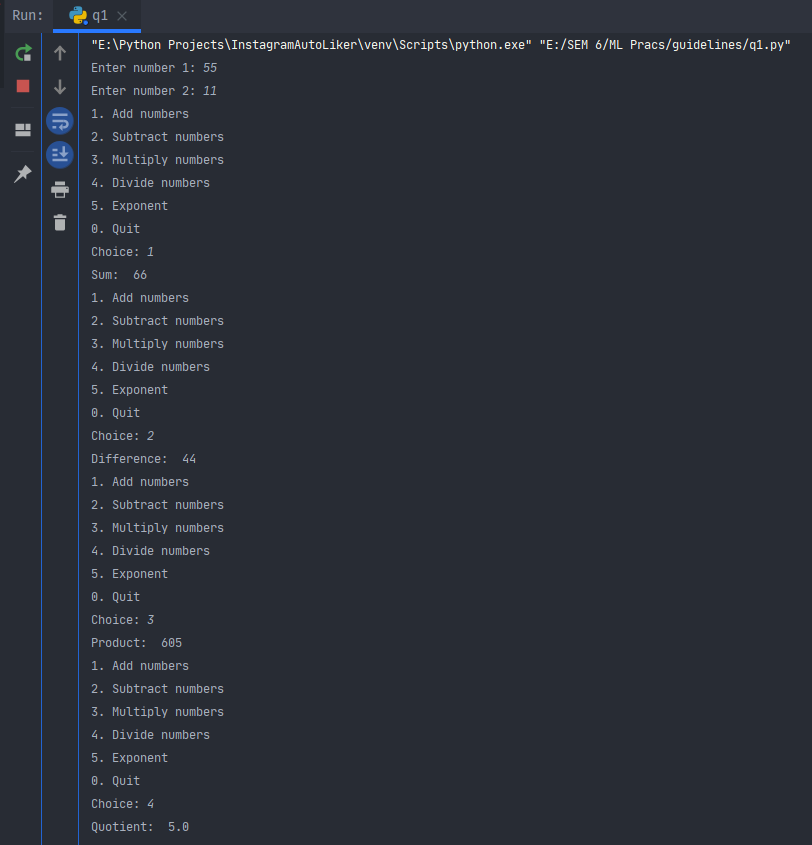 Run: q1
"E:\Python Projects\InstagramAutoLiker\venv\Scripts\python.exe" "E:/SEM 6/ML Pracs/guidelines/q1.py"
Enter number 1: 55
Enter number 2: 11
1. Add numbers
2. Subtract numbers
3. Multiply numbers
4. Divide numbers
5. Exponent
0. Quit
Choice: 1
Sum:  66
1. Add numbers
2. Subtract numbers
3. Multiply numbers
4. Divide numbers
5. Exponent
0. Quit
Choice: 2
Difference:  44
1. Add numbers
2. Subtract numbers
3. Multiply numbers
4. Divide numbers
5. Exponent
0. Quit
Choice: 3
Product:  605
1. Add numbers
2. Subtract numbers
3. Multiply numbers
4. Divide numbers
5. Exponent
0. Quit
Choice: 4
Quotient:  5.0